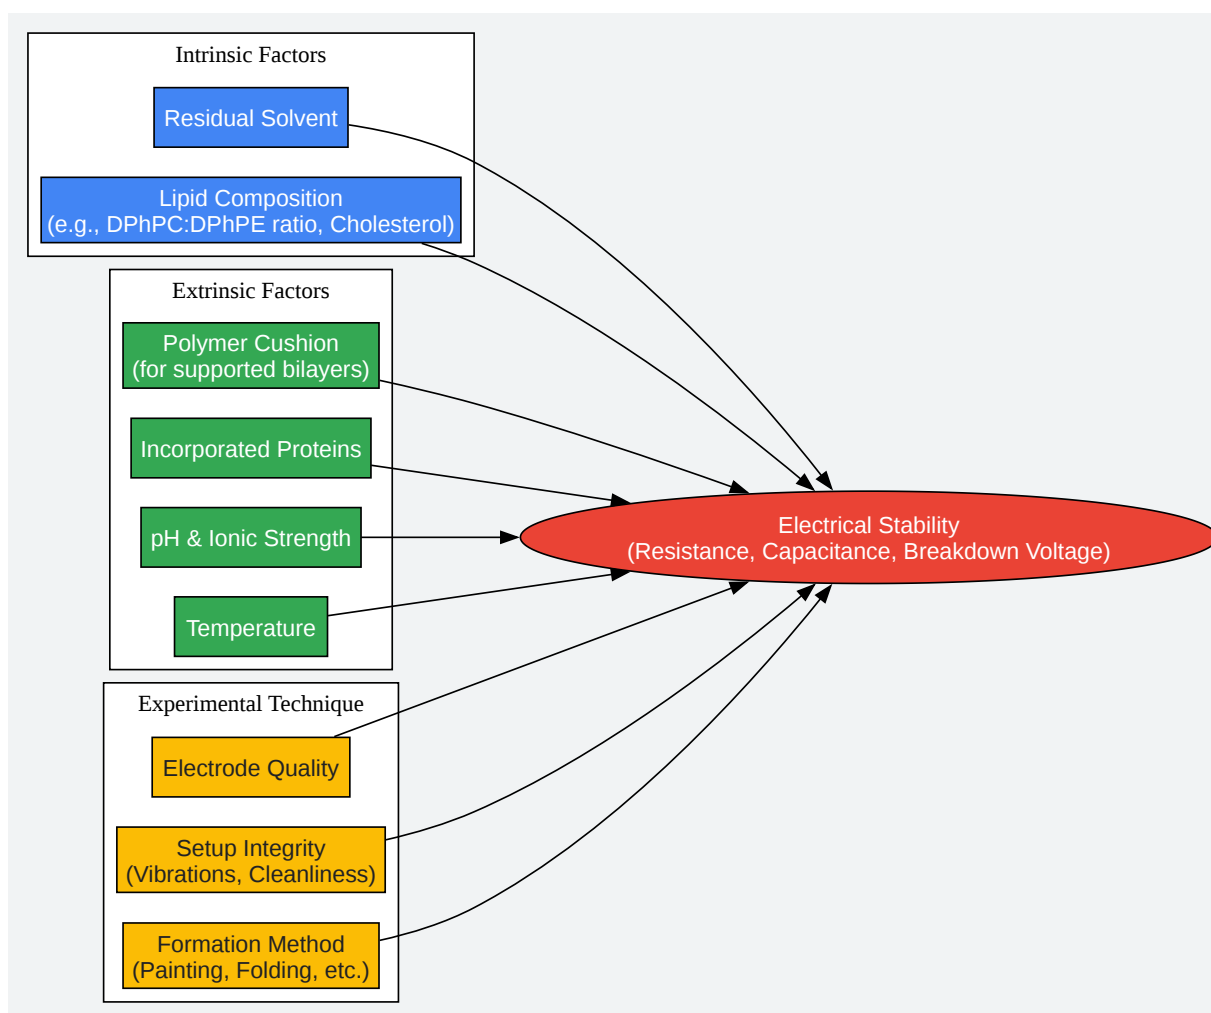 Intrinsic Factors
Residual Solvent
Lipid Composition
(e.g., DPhPC:DPhPE ratio, Cholesterol)
Extrinsic Factors
Polymer Cushion
(for supported bilayers)
Incorporated Proteins
pH & Ionic Strength
Temperature
Electrical Stability
(Resistance, Capacitance, Breakdown Voltage)
Experimental Technique
Electrode Quality
Setup Integrity
(Vibrations, Cleanliness)
Formation Method
(Painting, Folding, etc.)